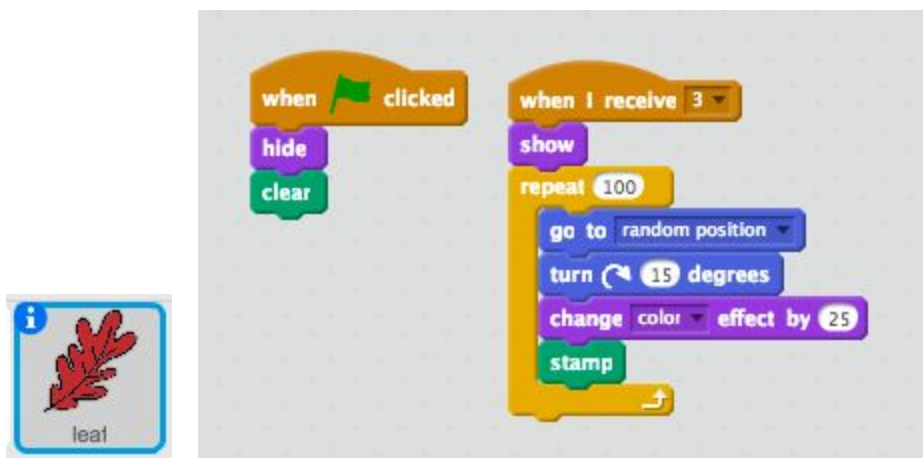 when clicked
hide
clear
when I receive 3
show
repeat 100
go to random position
turn 15 degrees
change color effect by 25
stamp
i
leaf